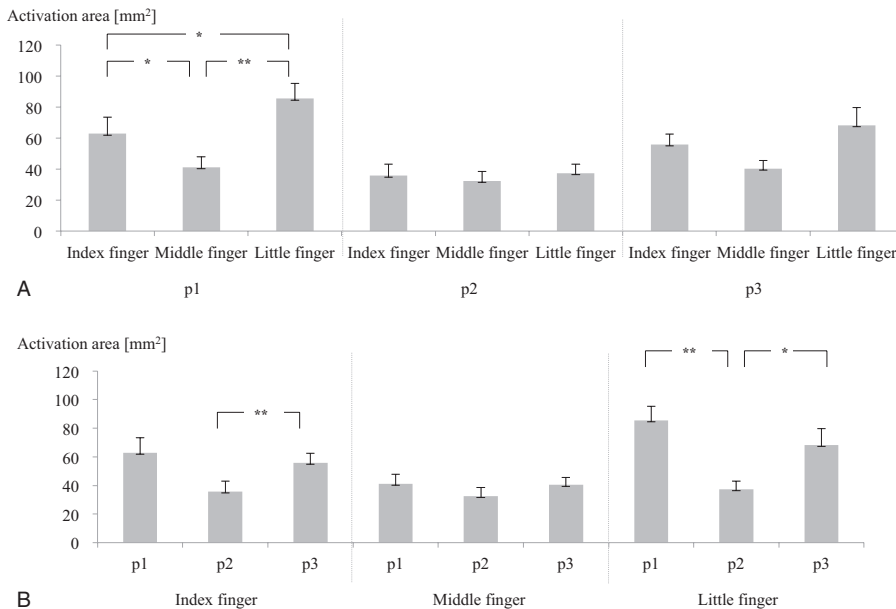 Activation area [mm²]
120
100
80
60
40
20
0
*
*
**
Index finger Middle finger Little finger Index finger Middle finger Little finger Index finger Middle finger Little finger
A
p1 p2 p3
Activation area [mm²]
120
100
80
60
40
20
0
**
**
*
p1 p2 p3 p1 p2 p3 p1 p2 p3
B
Index finger Middle finger Little finger